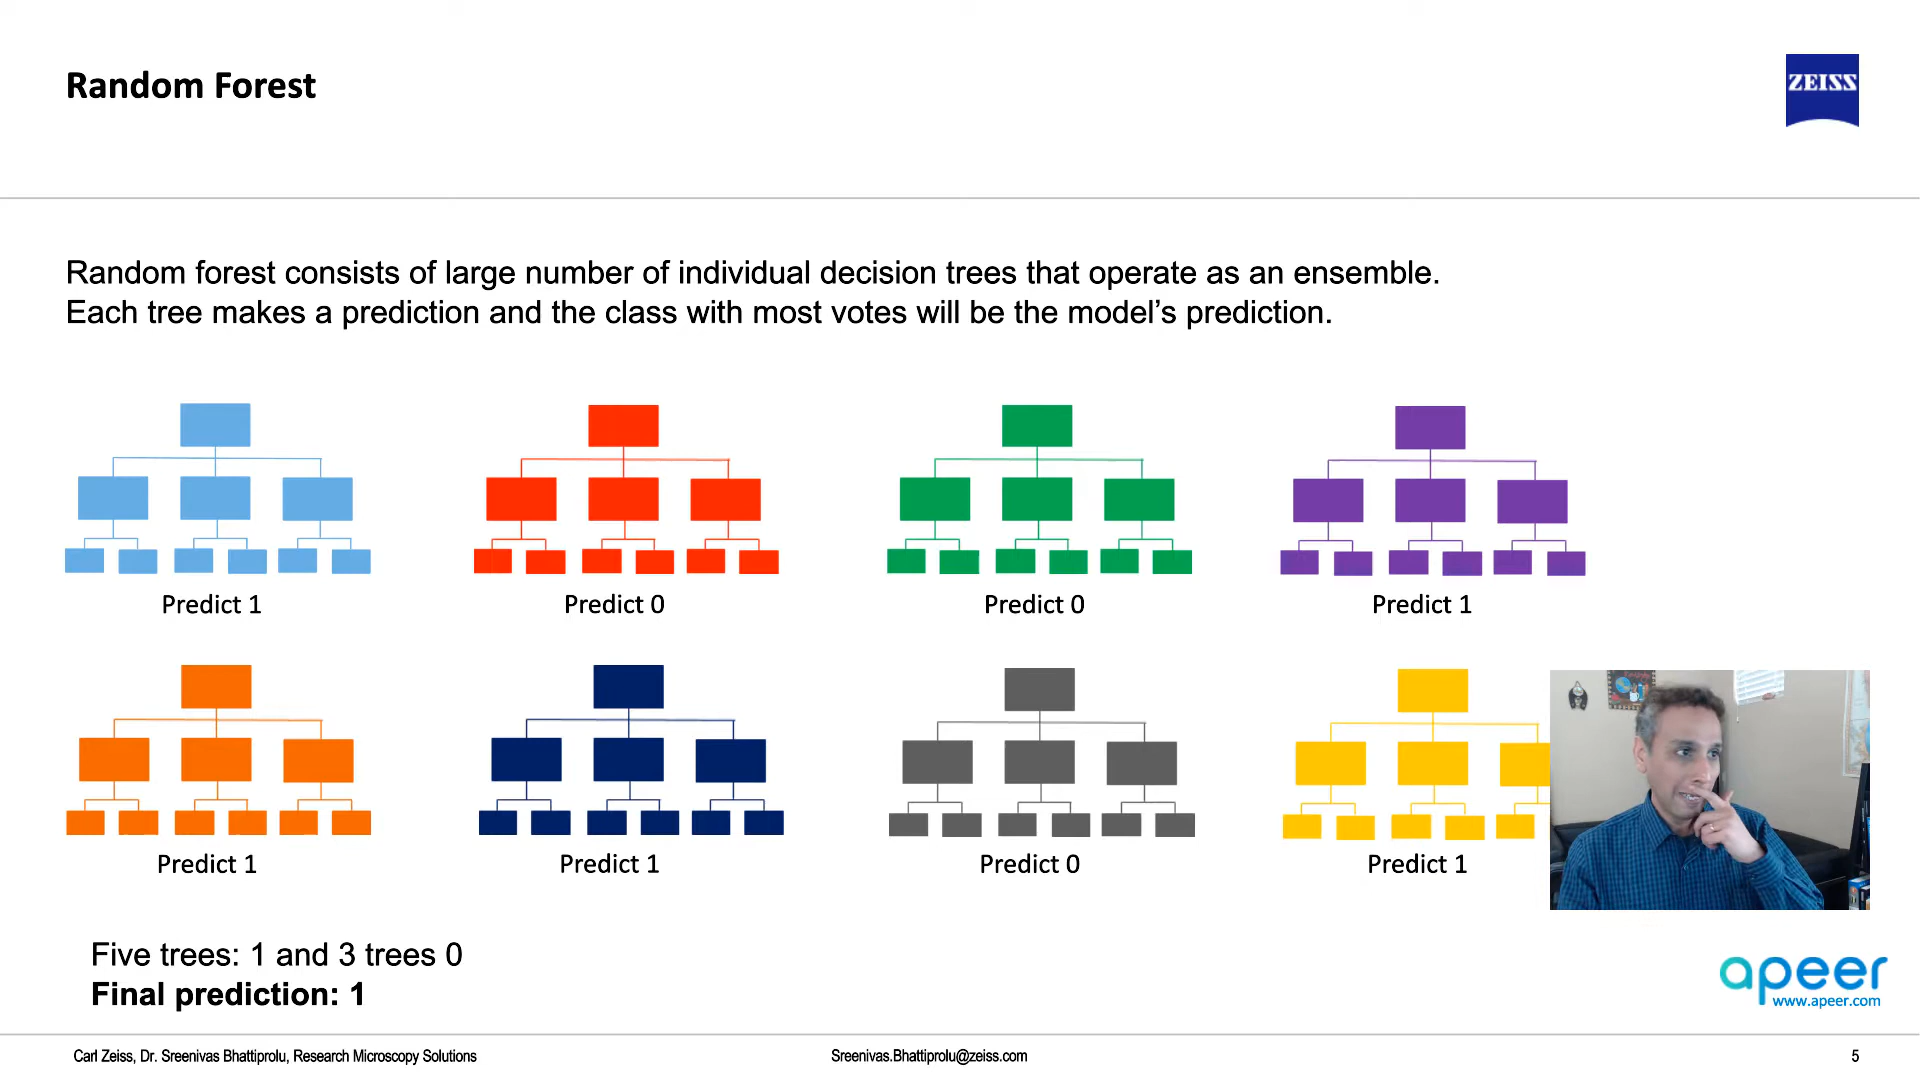 Random Forest
ZEISS
Random forest consists of large number of individual decision trees that operate as an ensemble.
Each tree makes a prediction and the class with most votes will be the model’s prediction.
Predict 1
Predict 0
Predict 0
Predict 1
Predict 1
Predict 1
Predict 0
Predict 1
Five trees: 1 and 3 trees 0
Final prediction: 1
apeer
www.apeer.com
Carl Zeiss, Dr. Sreenivas Bhattiprolu, Research Microscopy Solutions
Sreenivas.Bhattiprolu@zeiss.com
5